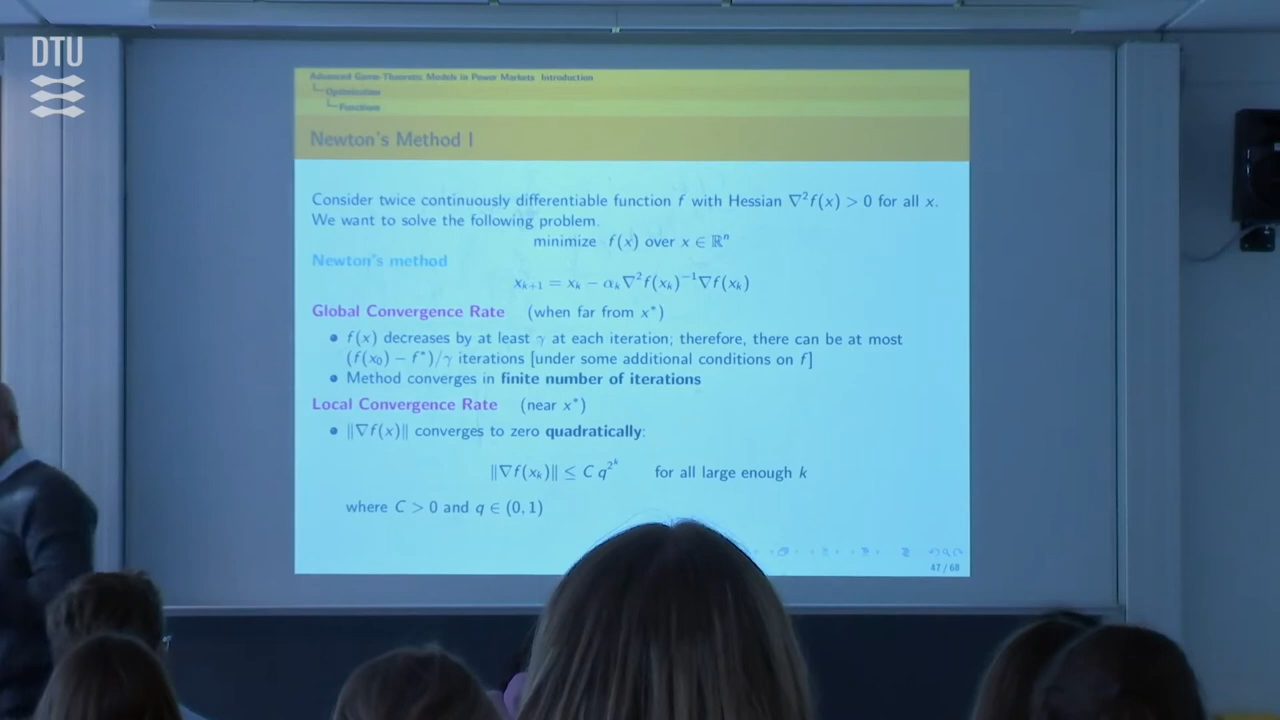 DTU
Advanced Game-Theoretic Models in Power Markets Introduction
Optimization
Functions
Newton's Method I
Consider twice continuously differentiable function f with Hessian ∇²f(x) > 0 for all x.
We want to solve the following problem.
minimize f(x) over x ∈ ℝⁿ
Newton's method
xₖ₊₁ = xₖ − αₖ∇²f(xₖ)⁻¹∇f(xₖ)
Global Convergence Rate (when far from x*)
• f(x) decreases by at least γ at each iteration; therefore, there can be at most
(f(x₀) − f*)/γ iterations [under some additional conditions on f]
• Method converges in finite number of iterations
Local Convergence Rate (near x*)
• ‖∇f(x)‖ converges to zero quadratically:
‖∇f(xₖ)‖ ≤ C q^{2^k} for all large enough k
where C > 0 and q ∈ (0, 1)
47 / 68